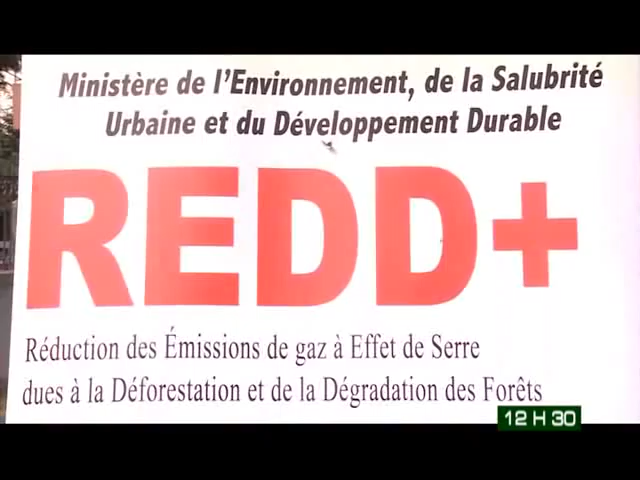 Ministère de l'Environnement, de la Salubrité
Urbaine et du Développement Durable
REDD+
Réduction des Émissions de gaz à Effet de Serre
dues à la Déforestation et de la Dégradation des Forêts
12 H 30